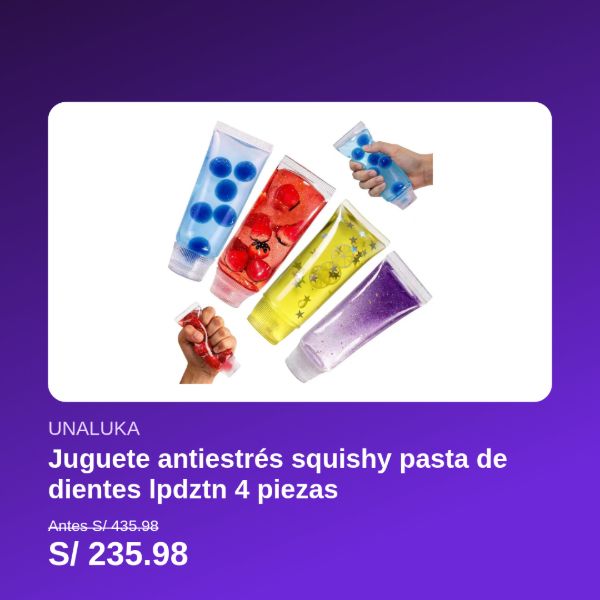 UNALUKA
Juguete antiestrés squishy pasta de
dientes lpdztn 4 piezas
Antes S/ 435.98
S/ 235.98